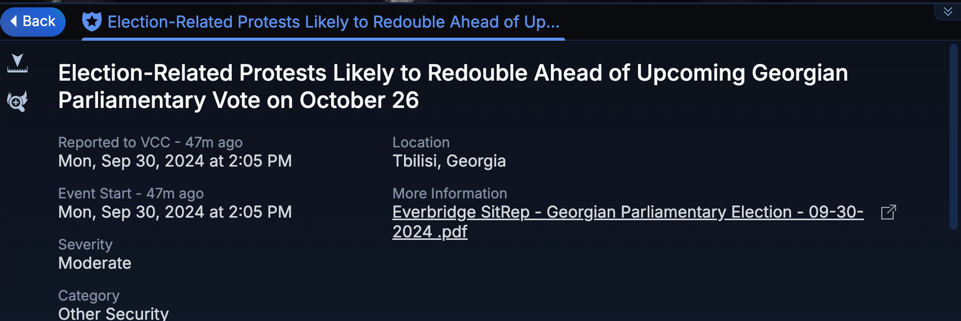 Back
Election-Related Protests Likely to Redouble Ahead of Up...
Election-Related Protests Likely to Redouble Ahead of Upcoming Georgian
Parliamentary Vote on October 26
Reported to VCC - 47m ago
Mon, Sep 30, 2024 at 2:05 PM
Location
Tbilisi, Georgia
Event Start - 47m ago
Mon, Sep 30, 2024 at 2:05 PM
More Information
Everbridge SitRep - Georgian Parliamentary Election - 09-30-
2024 .pdf
Severity
Moderate
Category
Other Security